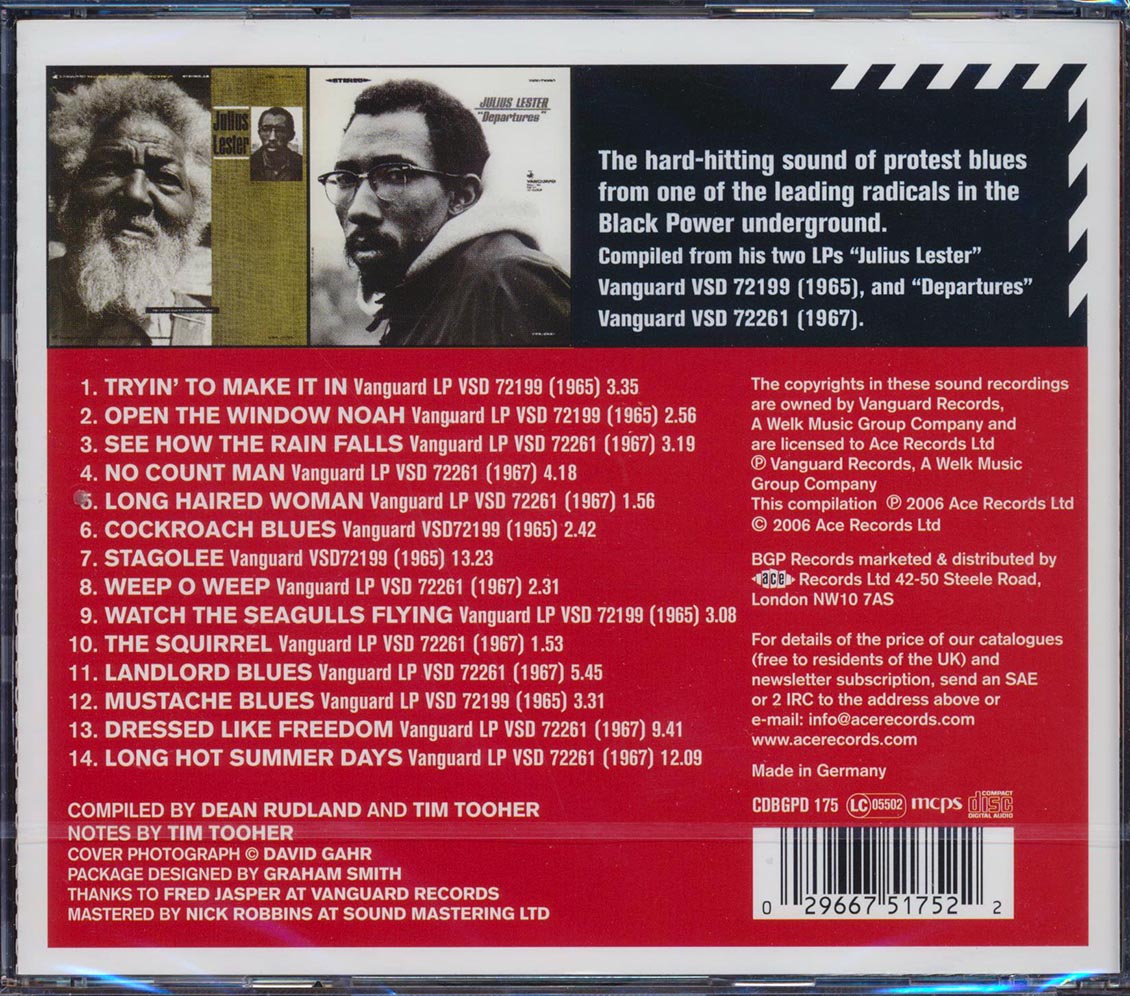 STEREO
Julius
Lester
JULIUS LESTER
"Departures"
VANGUARD
The hard-hitting sound of protest blues
from one of the leading radicals in the
Black Power underground.
Compiled from his two LPs “Julius Lester”
Vanguard VSD 72199 (1965), and “Departures”
Vanguard VSD 72261 (1967).
1. TRYIN’ TO MAKE IT IN Vanguard LP VSD 72199 (1965) 3.35
2. OPEN THE WINDOW NOAH Vanguard LP VSD 72199 (1965) 2.56
3. SEE HOW THE RAIN FALLS Vanguard LP VSD 72261 (1967) 3.19
4. NO COUNT MAN Vanguard LP VSD 72261 (1967) 4.18
5. LONG HAIRED WOMAN Vanguard LP VSD 72261 (1967) 1.56
6. COCKROACH BLUES Vanguard VSD72199 (1965) 2.42
7. STAGOLEE Vanguard VSD72199 (1965) 13.23
8. WEEP O WEEP Vanguard LP VSD 72261 (1967) 2.31
9. WATCH THE SEAGULLS FLYING Vanguard LP VSD 72199 (1965) 3.08
10. THE SQUIRREL Vanguard LP VSD 72261 (1967) 1.53
11. LANDLORD BLUES Vanguard LP VSD 72261 (1967) 5.45
12. MUSTACHE BLUES Vanguard LP VSD 72199 (1965) 3.31
13. DRESSED LIKE FREEDOM Vanguard LP VSD 72261 (1967) 9.41
14. LONG HOT SUMMER DAYS Vanguard LP VSD 72261 (1967) 12.09
COMPILED BY DEAN RUDLAND AND TIM TOOHER
NOTES BY TIM TOOHER
COVER PHOTOGRAPH © DAVID GAHR
PACKAGE DESIGNED BY GRAHAM SMITH
THANKS TO FRED JASPER AT VANGUARD RECORDS
MASTERED BY NICK ROBBINS AT SOUND MASTERING LTD
The copyrights in these sound recordings
are owned by Vanguard Records,
A Welk Music Group Company and
are licensed to Ace Records Ltd
℗ Vanguard Records, A Welk Music
Group Company
This compilation ℗ 2006 Ace Records Ltd
© 2006 Ace Records Ltd
BGP Records marketed & distributed by
ace Records Ltd 42-50 Steele Road,
London NW10 7AS
For details of the price of our catalogues
(free to residents of the UK) and
newsletter subscription, send an SAE
or 2 IRC to the address above or
e-mail: info@acerecords.com
www.acerecords.com
Made in Germany
CDBGPD 175 LC 05502 mcps COMPACT disc DIGITAL AUDIO
0 29667 51752 2